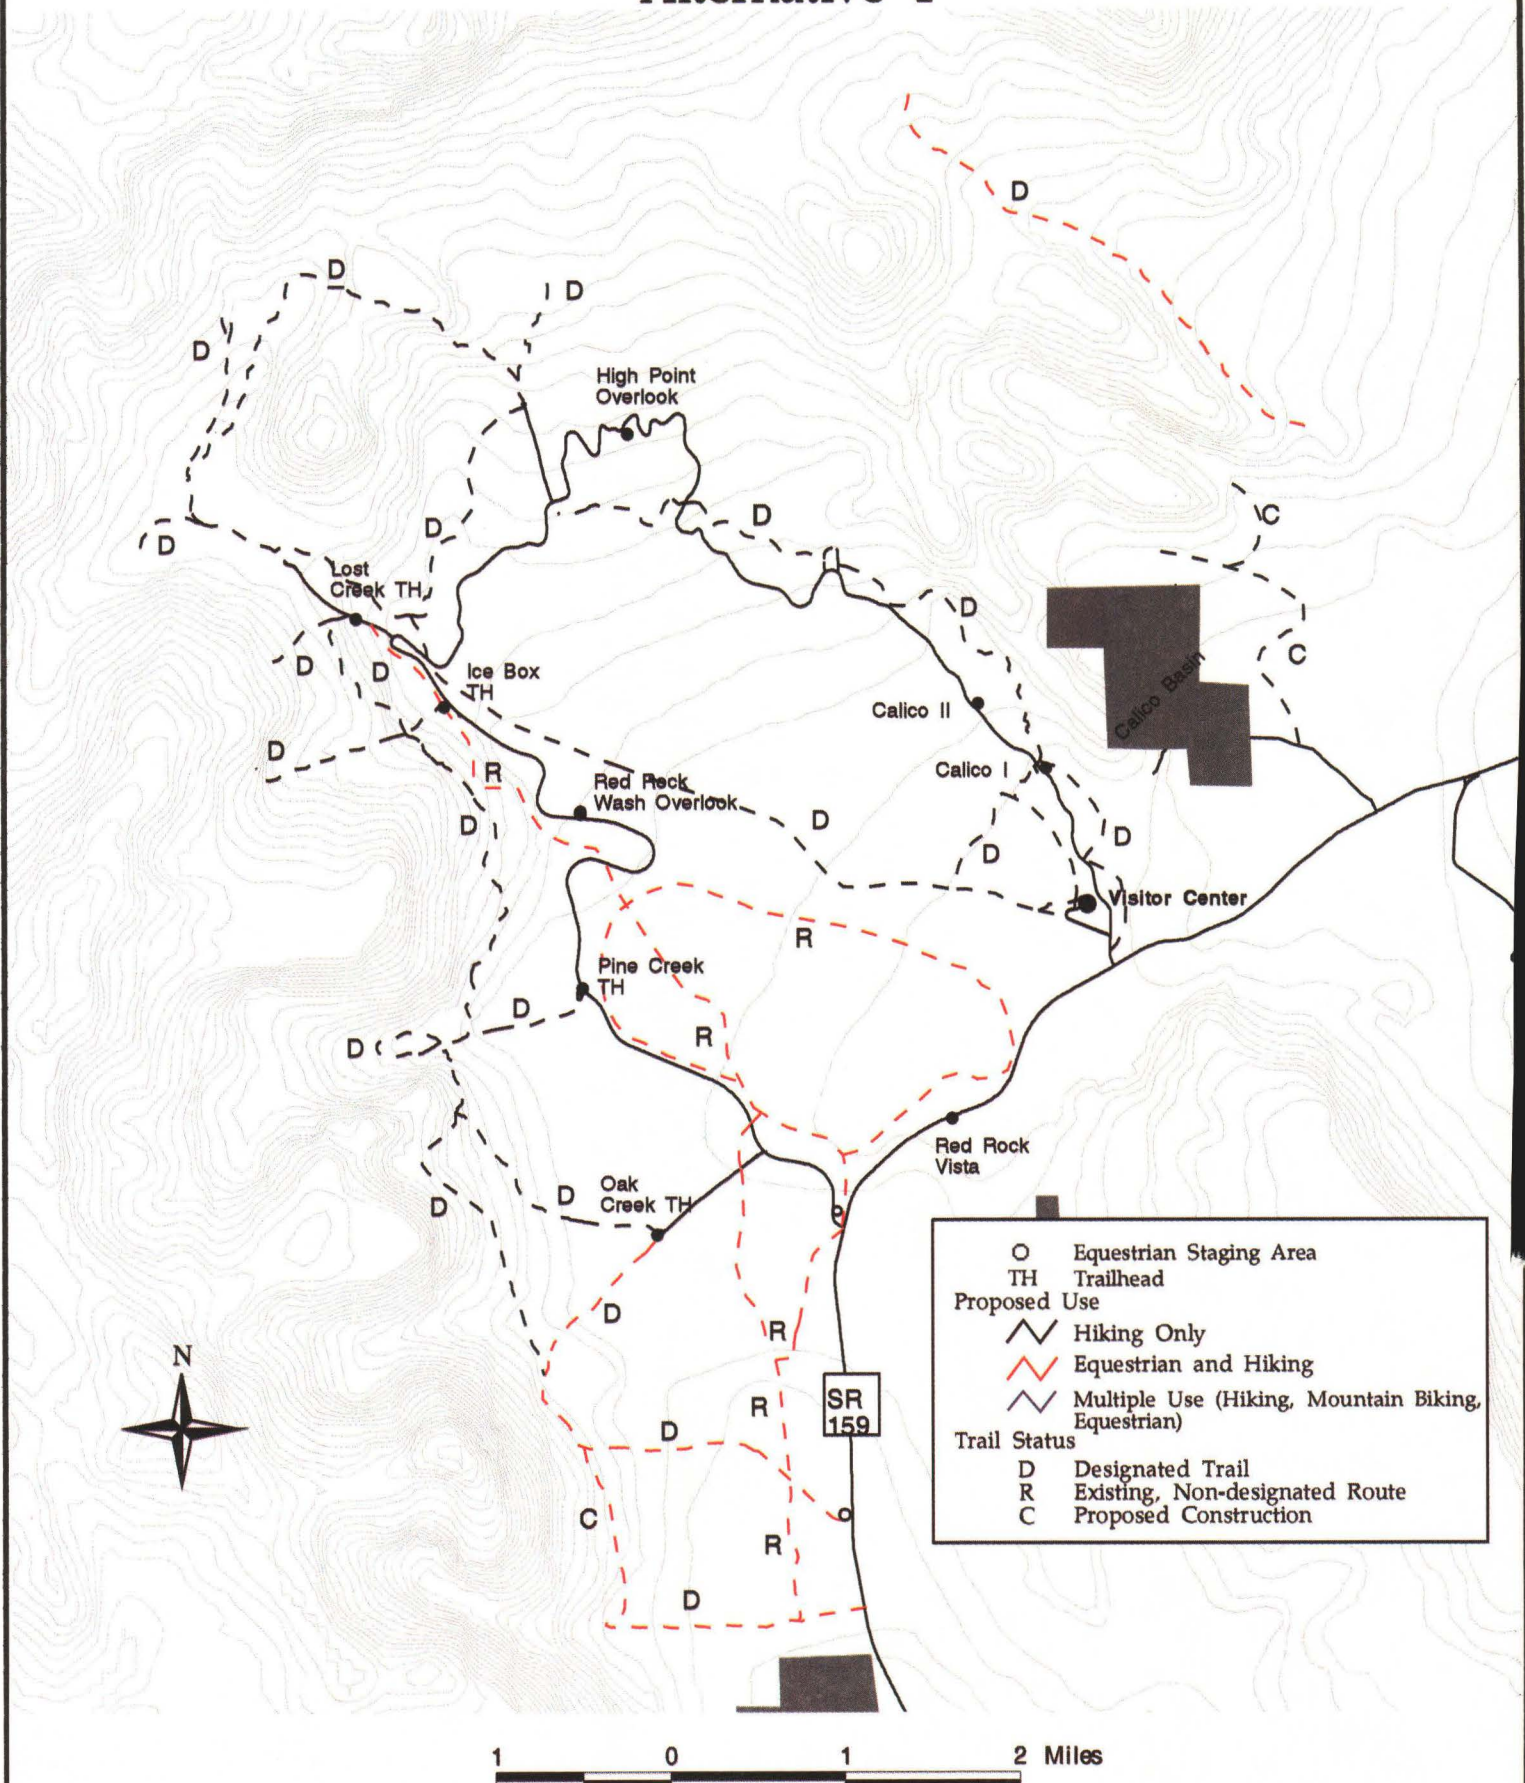 D
D
D
D
High Point
Overlook
D
D
C
D
Lost
Creek TH
D
C
D
D
Ice Box
TH
Calico Basin
Calico II
D
R
Calico I
Red Rock
Wash Overlook
D
D
D
D
Visitor Center
R
Pine Creek
TH
D
R
D
Red Rock
Vista
Oak
Creek TH
D
D
O Equestrian Staging Area
TH Trailhead
Proposed Use
Hiking Only
Equestrian and Hiking
Multiple Use (Hiking, Mountain Biking,
Equestrian)
Trail Status
D Designated Trail
R Existing, Non-designated Route
C Proposed Construction
D
R
N
SR
159
R
D
C
R
D
1 0 1 2 Miles